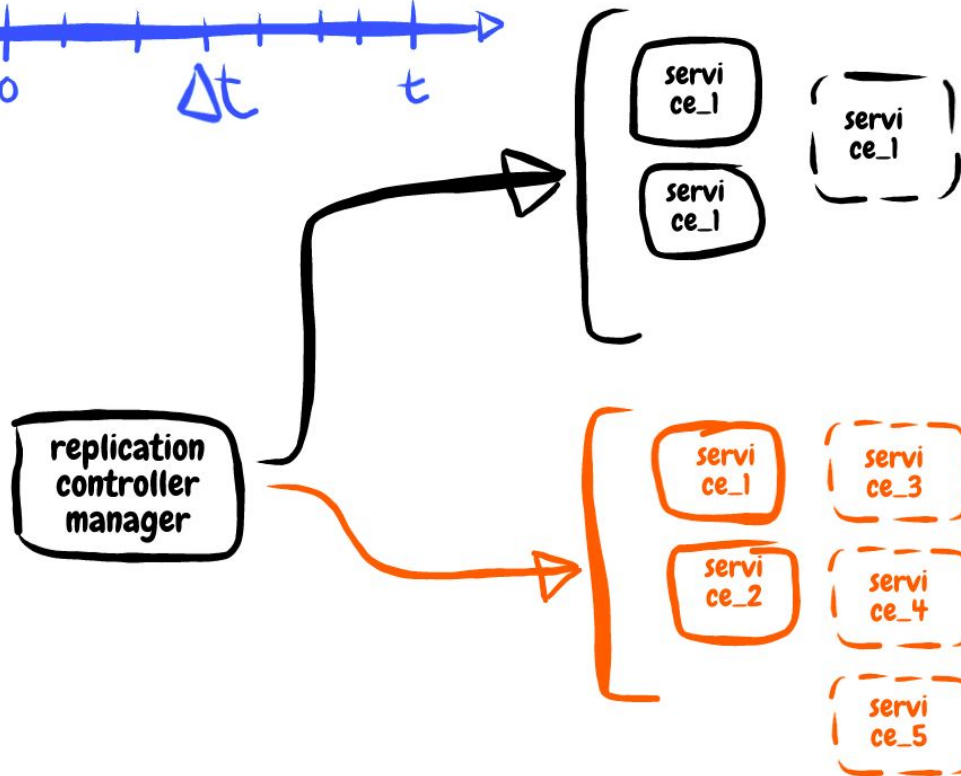 0
Δt
t
servi
ce_1
servi
ce_1
servi
ce_1
replication
controller
manager
servi
ce_1
servi
ce_3
servi
ce_2
servi
ce_4
servi
ce_5